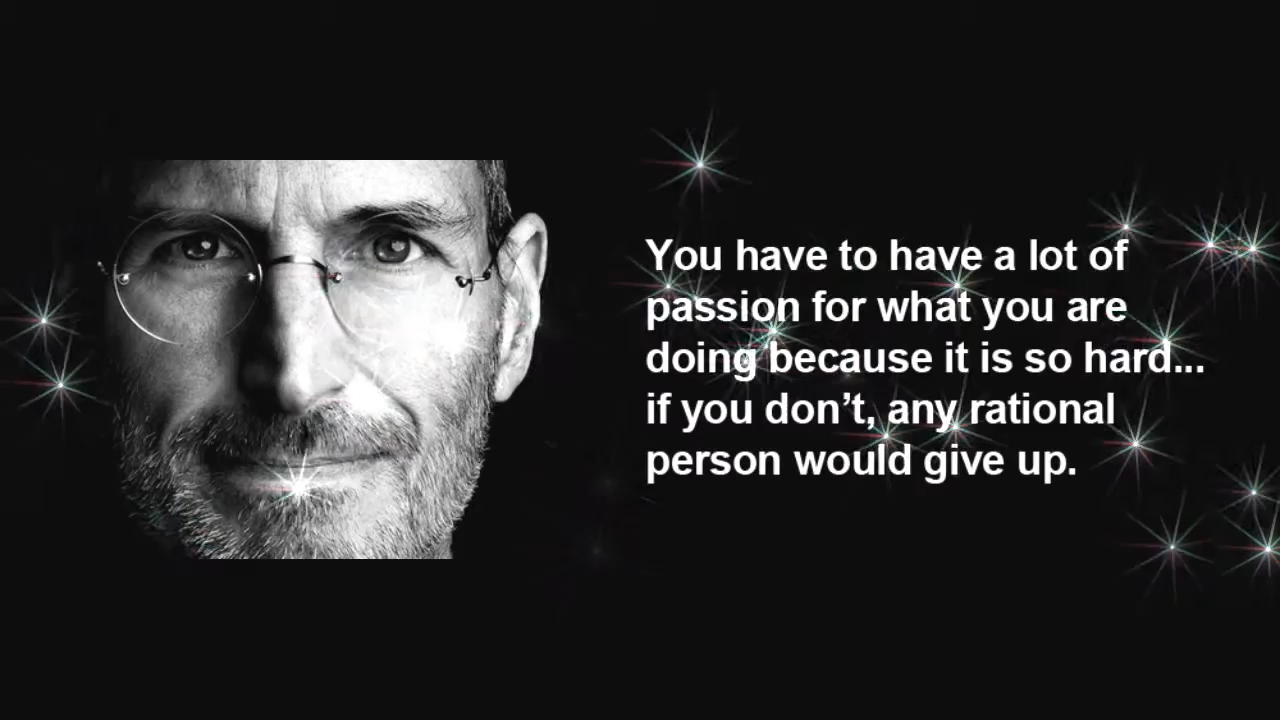 You have to have a lot of
passion for what you are
doing because it is so hard...
if you don’t, any rational
person would give up.